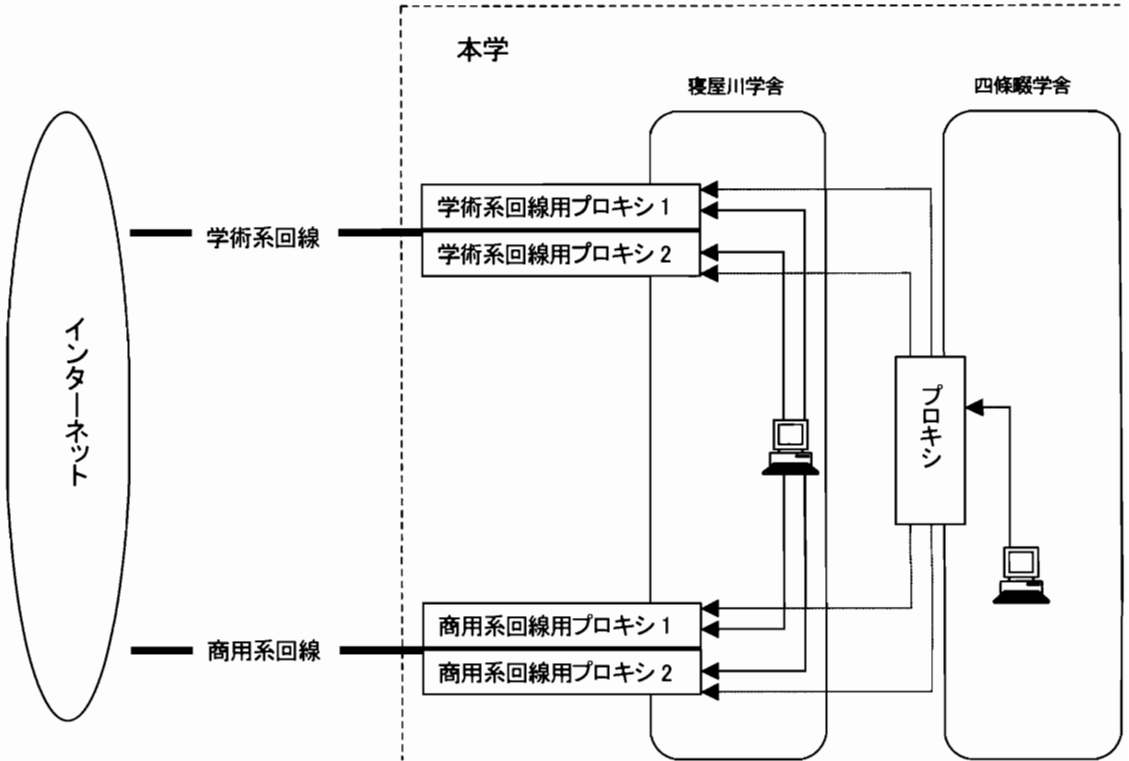 本学
寝屋川学舎
四條畷学舎
学術系回線用プロキシ1
学術系回線
学術系回線用プロキシ2
インターネット
プロキシ
商用系回線用プロキシ1
商用系回線
商用系回線用プロキシ2